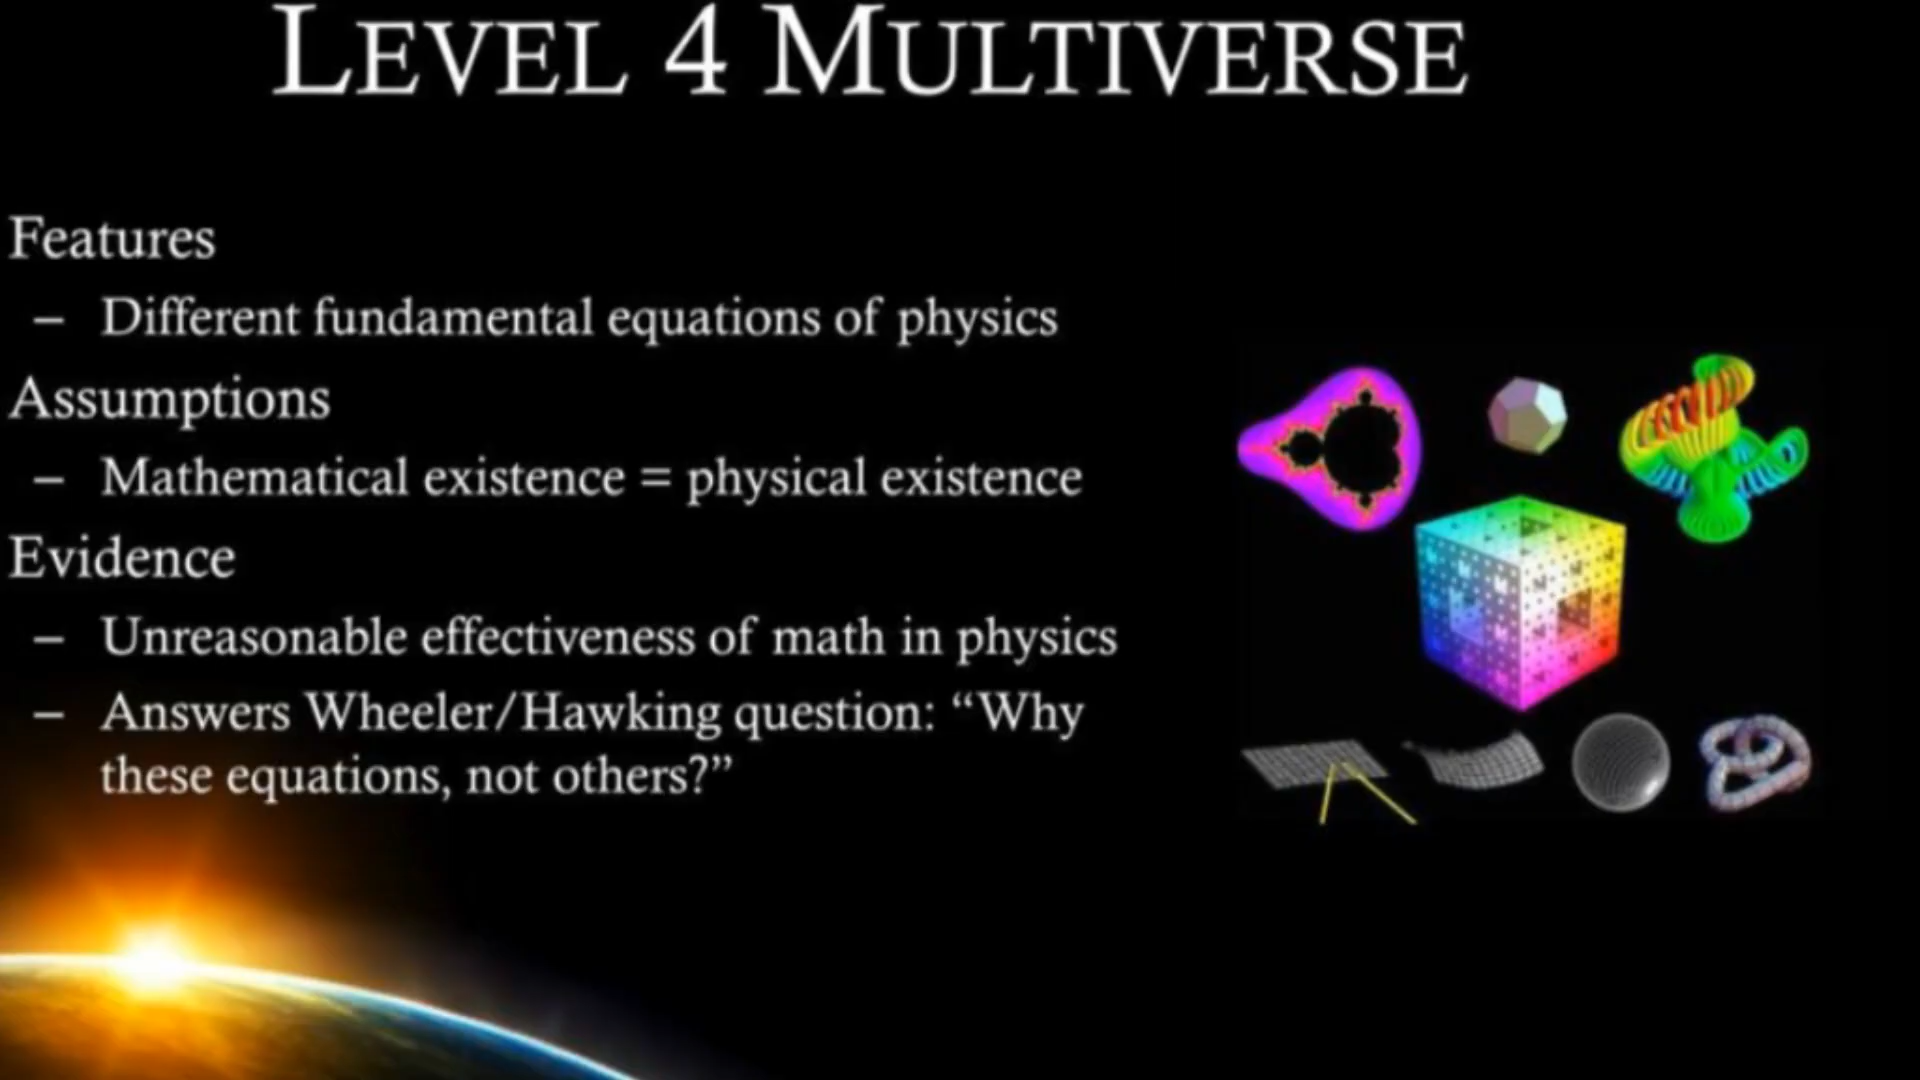 LEVEL 4 MULTIVERSE
Features
– Different fundamental equations of physics
Assumptions
– Mathematical existence = physical existence
Evidence
– Unreasonable effectiveness of math in physics
– Answers Wheeler/Hawking question: “Why
these equations, not others?”